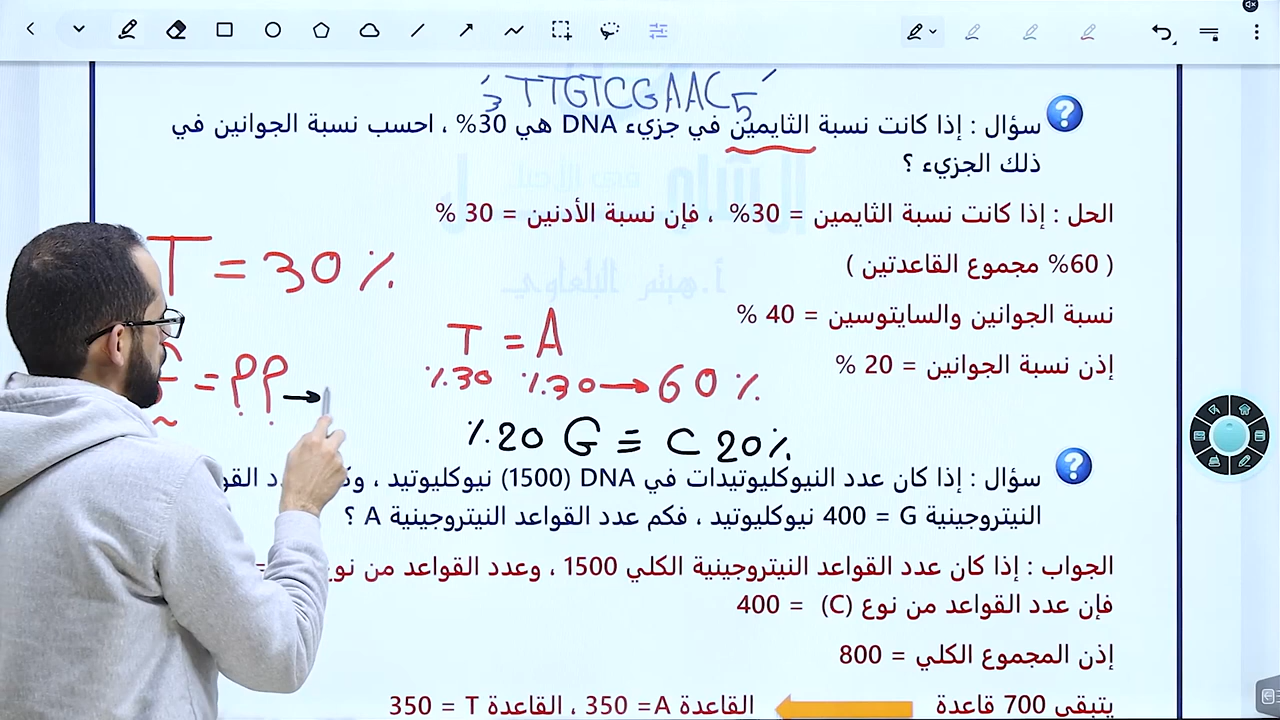 3' TTGTCGAAC 5'
سؤال : إذا كانت نسبة الثايمين في جزيء DNA هي 30% ، احسب نسبة الجوانين في
ذلك الجزيء ؟
الحل : إذا كانت نسبة الثايمين = 30% ، فإن نسبة الأدنين = 30 %
( 60% مجموع القاعدتين )
نسبة الجوانين والسايتوسين = 40 %
إذن نسبة الجوانين = 20 %
أ.هيثم البلعاوي
T = 30 %
T = A
%30 %30 → 60 %
= ؟؟ →
%20 G ≡ C 20%
سؤال : إذا كان عدد النيوكليوتيدات في DNA (1500) نيوكليوتيد ،
النيتروجينية G = 400 نيوكليوتيد ، فكم عدد القواعد النيتروجينية A ؟
الجواب : إذا كان عدد القواعد النيتروجينية الكلي 1500 ، وعدد القواعد من نوع =
فإن عدد القواعد من نوع (C) = 400
إذن المجموع الكلي = 800
يتبقى 700 قاعدة القاعدة A= 350 ، القاعدة T = 350